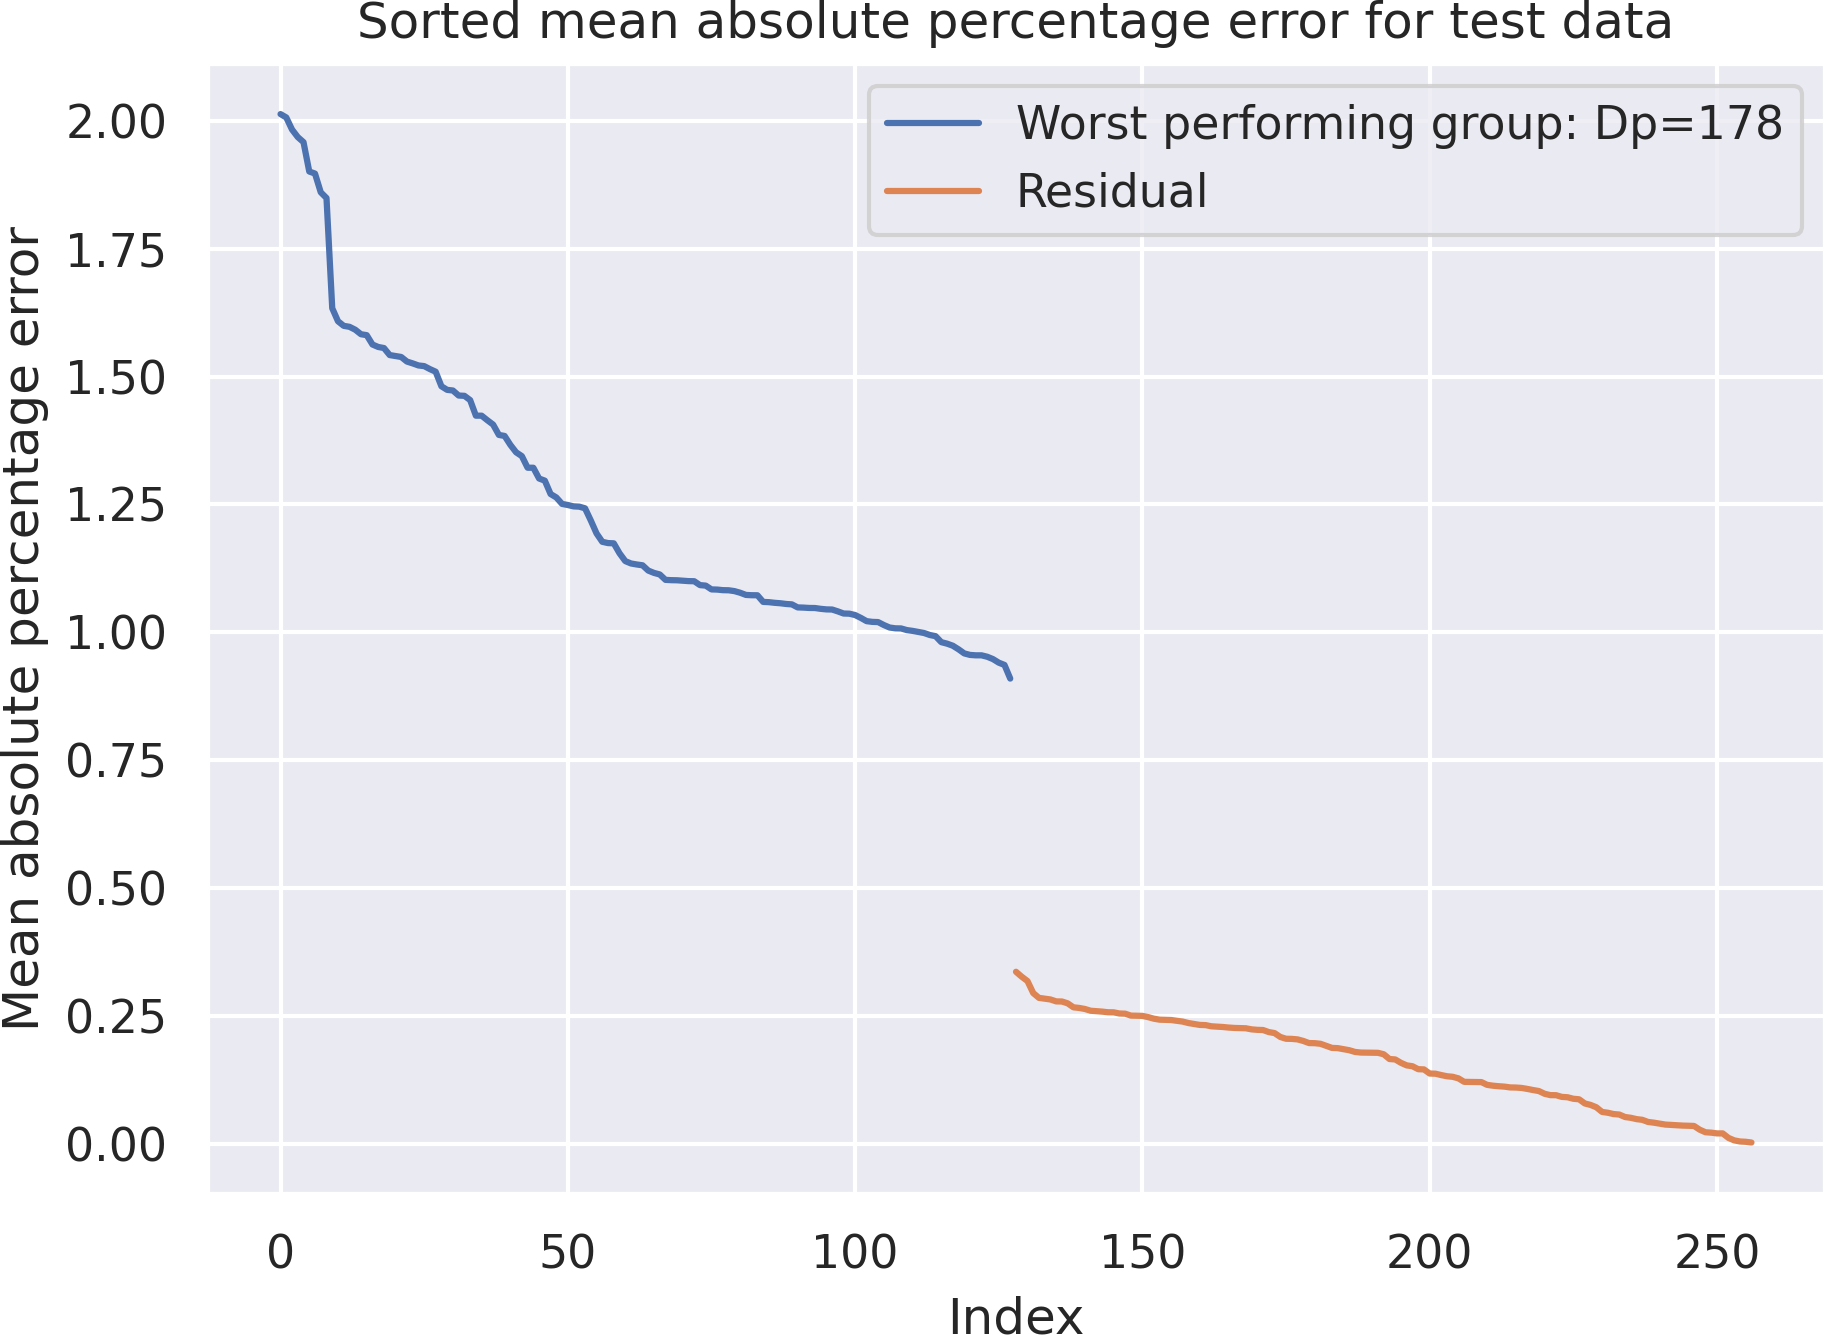 Sorted mean absolute percentage error for test data
Worst performing group: Dp=178
Residual
Mean absolute percentage error
2.00
1.75
1.50
1.25
1.00
0.75
0.50
0.25
0.00
0 50 100 150 200 250
Index